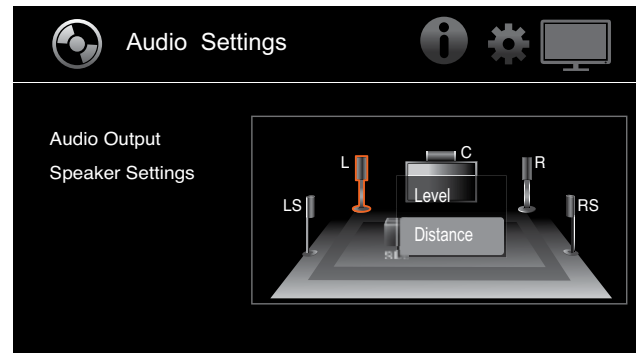 Audio Settings
Audio Output
Speaker Settings
L
C
R
LS
Level
RS
Distance